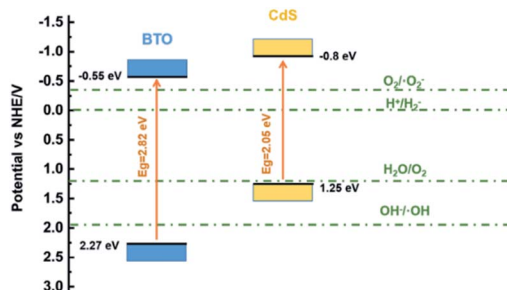 CdS
BTO
-1.5
-1.0
-0.5
0.0
0.5
1.0
1.5
2.0
2.5
3.0
Potential vs NHE/V
-0.55 eV
-0.8 eV
O₂/·O₂⁻
H⁺/H₂⁻
Eg=2.82 eV
Eg=2.05 eV
H₂O/O₂
1.25 eV
OH⁻/·OH
2.27 eV